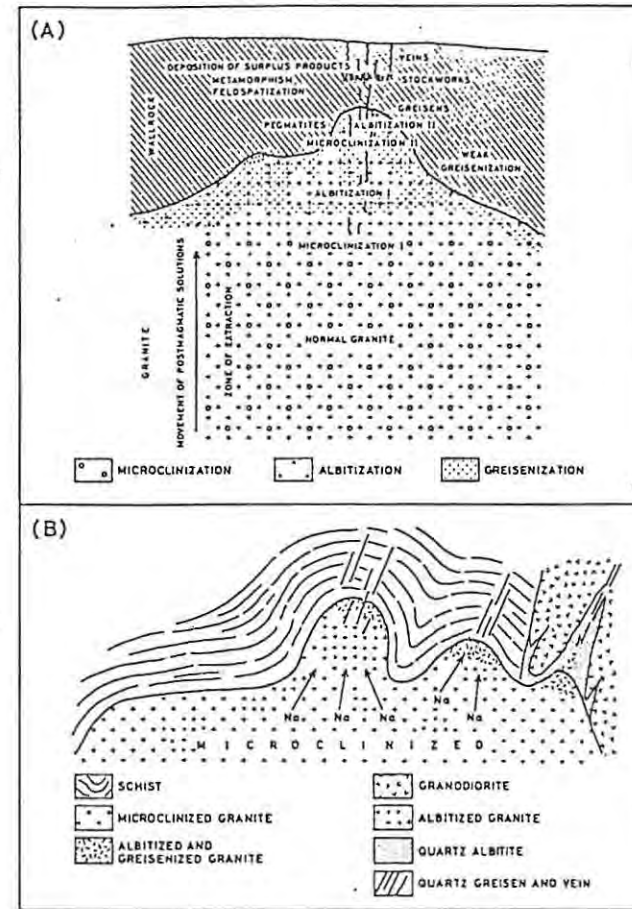 (A)
VEINS
DEPOSITION OF SURPLUS PRODUCTS
METAMORPHISM,
FELDSPATIZATION
STOCKWORKS
WALLROCK
GREISENS
PEGMATITES
ALBITIZATION II
MICROCLINIZATION II
WEAK
GREISENIZATION
ALBITIZATION I
MICROCLINIZATION I
GRANITE
MOVEMENT OF POSTMAGMATIC SOLUTIONS
ZONE OF EXTRACTION
NORMAL GRANITE
MICROCLINIZATION
ALBITIZATION
GREISENIZATION
(B)
Na
Na
Na
Na
MICROCLINIZED
SCHIST
MICROCLINIZED GRANITE
ALBITIZED AND
GREISENIZED GRANITE
GRANODIORITE
ALBITIZED GRANITE
QUARTZ ALBITITE
QUARTZ GREISEN AND VEIN